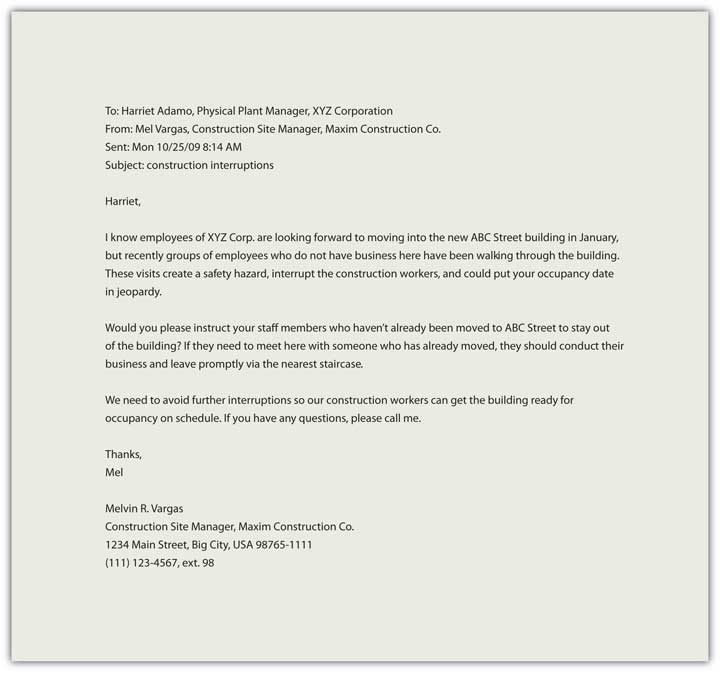 To: Harriet Adamo, Physical Plant Manager, XYZ Corporation
From: Mel Vargas, Construction Site Manager, Maxim Construction Co.
Sent: Mon 10/25/09 8:14 AM
Subject: construction interruptions
Harriet,
I know employees of XYZ Corp. are looking forward to moving into the new ABC Street building in January,
but recently groups of employees who do not have business here have been walking through the building.
These visits create a safety hazard, interrupt the construction workers, and could put your occupancy date
in jeopardy.
Would you please instruct your staff members who haven't already been moved to ABC Street to stay out
of the building? If they need to meet here with someone who has already moved, they should conduct their
business and leave promptly via the nearest staircase.
We need to avoid further interruptions so our construction workers can get the building ready for
occupancy on schedule. If you have any questions, please call me.
Thanks,
Mel
Melvin R. Vargas
Construction Site Manager, Maxim Construction Co.
1234 Main Street, Big City, USA 98765-1111
(111) 123-4567, ext. 98